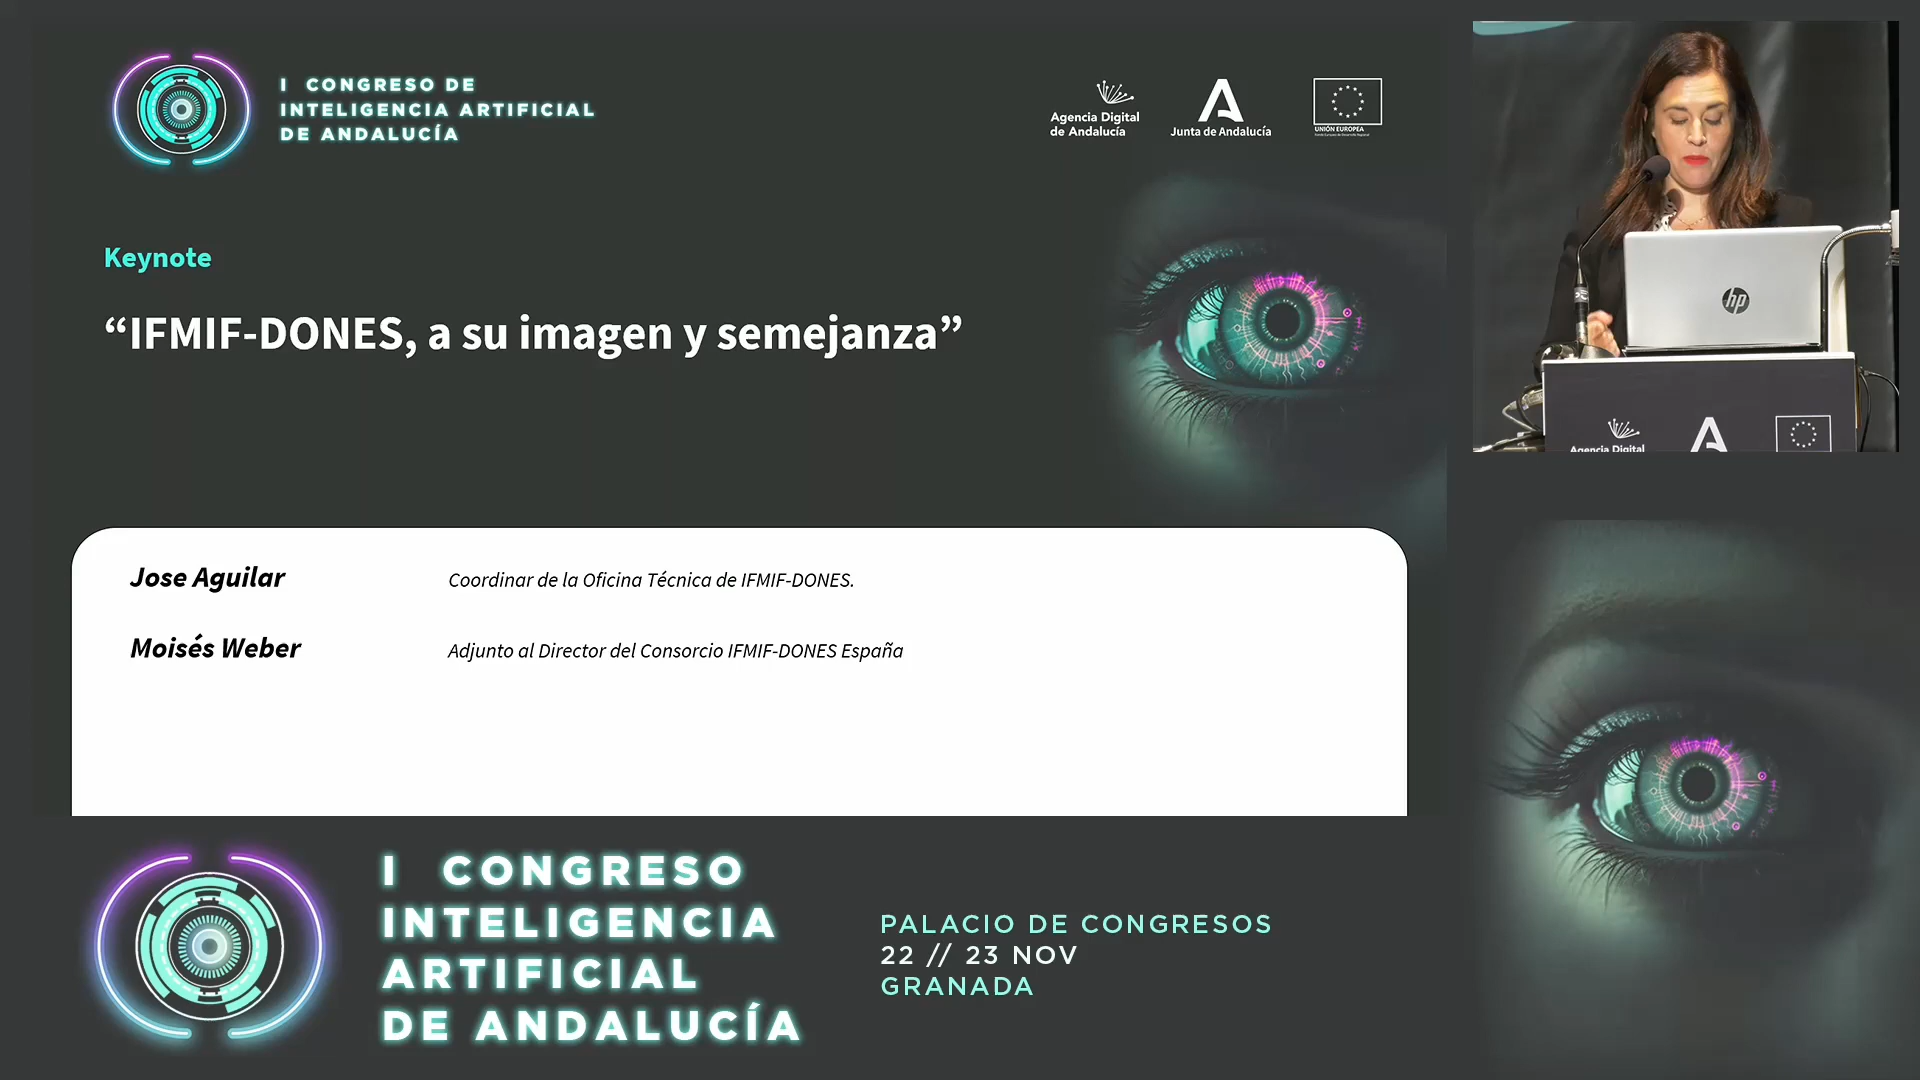 I CONGRESO DE
INTELIGENCIA ARTIFICIAL
DE ANDALUCÍA
Agencia Digital
de Andalucía
Junta de Andalucía
UNIÓN EUROPEA
Keynote
“IFMIF-DONES, a su imagen y semejanza”
Jose Aguilar
Coordinar de la Oficina Técnica de IFMIF-DONES.
Moisés Weber
Adjunto al Director del Consorcio IFMIF-DONES España
hp
Agencia Digital
I CONGRESO
INTELIGENCIA
ARTIFICIAL
DE ANDALUCÍA
PALACIO DE CONGRESOS
22 // 23 NOV
GRANADA